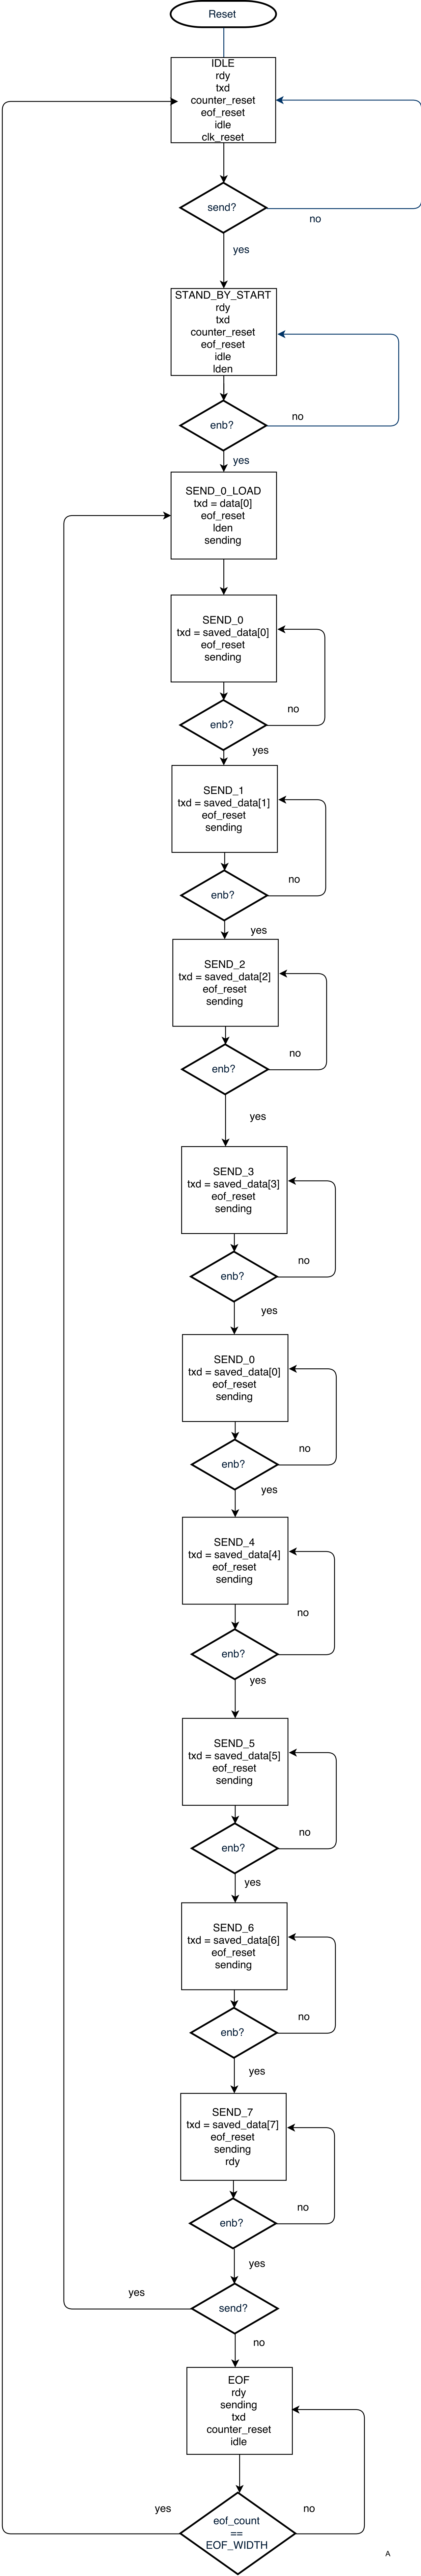 Reset
IDLE
rdy
txd
counter_reset
eof_reset
idle
clk_reset
send?
no
yes
STAND_BY_START
rdy
txd
counter_reset
eof_reset
idle
lden
enb?
no
yes
SEND_0_LOAD
txd = data[0]
eof_reset
lden
sending
SEND_0
txd = saved_data[0]
eof_reset
sending
no
enb?
yes
SEND_1
txd = saved_data[1]
eof_reset
sending
no
enb?
yes
SEND_2
txd = saved_data[2]
eof_reset
sending
no
enb?
yes
SEND_3
txd = saved_data[3]
eof_reset
sending
no
enb?
yes
SEND_0
txd = saved_data[0]
eof_reset
sending
no
enb?
yes
SEND_4
txd = saved_data[4]
eof_reset
sending
no
enb?
yes
SEND_5
txd = saved_data[5]
eof_reset
sending
no
enb?
yes
SEND_6
txd = saved_data[6]
eof_reset
sending
no
enb?
yes
SEND_7
txd = saved_data[7]
eof_reset
sending
rdy
no
enb?
yes
yes
send?
no
EOF
rdy
sending
txd
counter_reset
idle
yes
no
eof_count
==
EOF_WIDTH
A